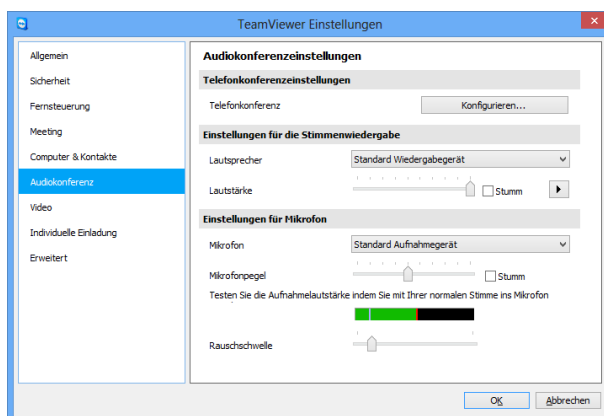 TeamViewer Einstellungen
Allgemein
Sicherheit
Fernsteuerung
Meeting
Computer & Kontakte
Audiokonferenz
Video
Individuelle Einladung
Erweitert
Audiokonferenzeinstellungen
Telefonkonferenzeinstellungen
Telefonkonferenz
Konfigurieren...
Einstellungen für die Stimmenwiedergabe
Lautsprecher
Standard Wiedergabegerät
Lautstärke
Stumm
Einstellungen für Mikrofon
Mikrofon
Standard Aufnahmegerät
Mikrofonpegel
Stumm
Testen Sie die Aufnahmelautstärke indem Sie mit Ihrer normalen Stimme ins Mikrofon
Rauschschwelle
OK
Abbrechen